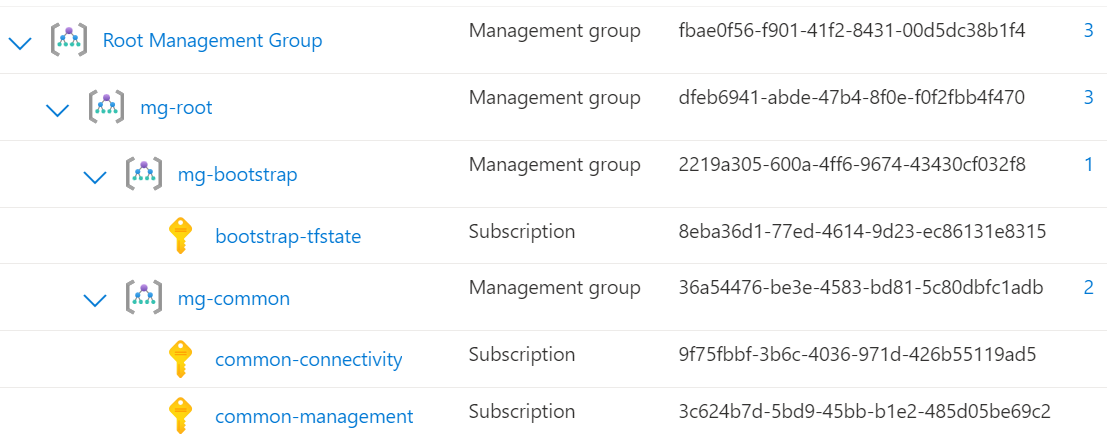 Root Management Group Management group fbae0f56-f901-41f2-8431-00d5dc38b1f4 3
mg-root Management group dfeb6941-abde-47b4-8f0e-f0f2fbb4f470 3
mg-bootstrap Management group 2219a305-600a-4ff6-9674-43430cf032f8 1
bootstrap-tfstate Subscription 8eba36d1-77ed-4614-9d23-ec86131e8315
mg-common Management group 36a54476-be3e-4583-bd81-5c80dbfc1adb 2
common-connectivity Subscription 9f75fbbf-3b6c-4036-971d-426b55119ad5
common-management Subscription 3c624b7d-5bd9-45bb-b1e2-485d05be69c2